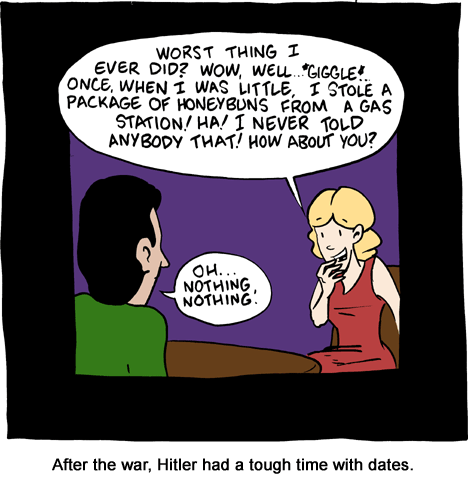 WORST THING I
EVER DID? WOW, WELL...*GIGGLE*..
ONCE, WHEN I WAS LITTLE, I STOLE A
PACKAGE OF HONEYBUNS FROM A GAS
STATION! HA! I NEVER TOLD
ANYBODY THAT! HOW ABOUT YOU?
OH...
NOTHING,
NOTHING.
After the war, Hitler had a tough time with dates.